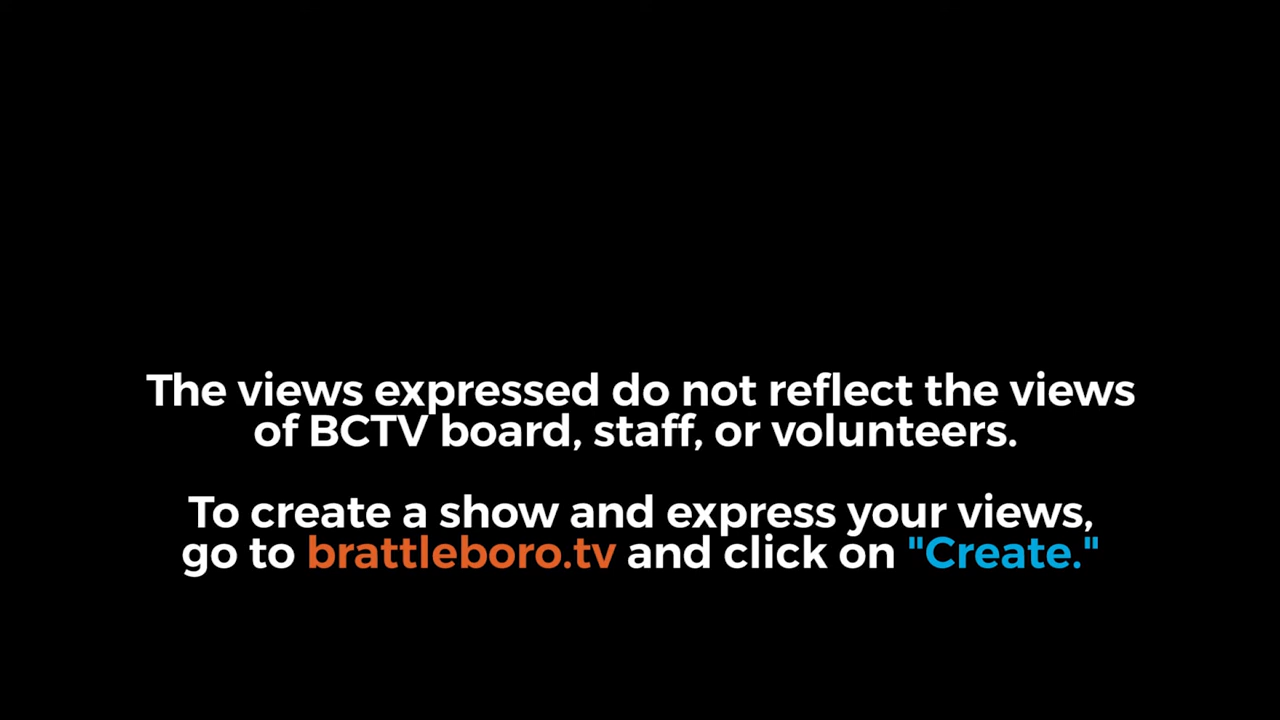 The views expressed do not reflect the views
of BCTV board, staff, or volunteers.
To create a show and express your views,
go to brattleboro.tv and click on "Create."